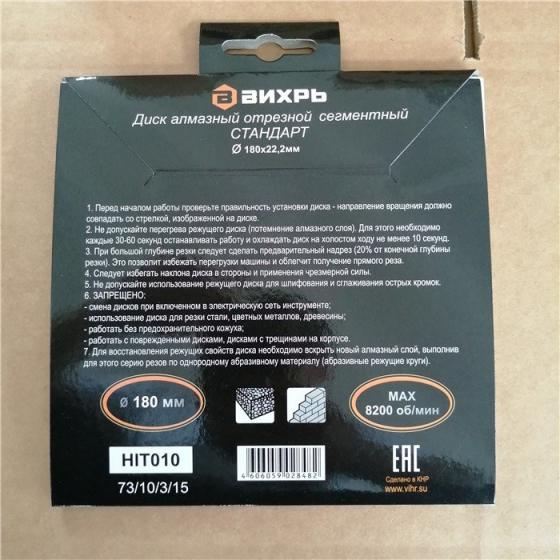 ВИХРЬ
Диск алмазный отрезной сегментный
СТАНДАРТ
Ø 180x22,2мм
1. Перед началом работы проверьте правильность установки диска - направление вращения должно
совпадать со стрелкой, изображенной на диске.
2. Не допускайте перегрева режущего диска (потемнение алмазного слоя). Для этого необходимо
каждые 30-60 секунд останавливать работу и охлаждать диск на холостом ходу не менее 10 секунд.
3. При большой глубине резки следует сделать предварительный надрез (20% от конечной глубины
резки). Это позволит избежать перегрузки машины и облегчит получение прямого реза.
4. Следует избегать наклона диска в стороны и применения чрезмерной силы.
5. Не допускайте использование режущего диска для шлифования и сглаживания острых кромок.
6. ЗАПРЕЩЕНО:
- смена дисков при включенном в электрическую сеть инструменте;
- использование диска для резки стали, цветных металлов, древесины;
- работать без предохранительного кожуха;
- работать с поврежденными дисками, дисками с трещинами на корпусе.
7. Для восстановления режущих свойств диска необходимо вскрыть новый алмазный слой, выполнив
для этого серию резов по однородному абразивному материалу (абразивные режущие круги).
Ø 180 мм
MAX
8200 об/мин
HIT010
73/10/3/15
4 606059 028482
EAC
Сделано в КНР
www.vihr.su